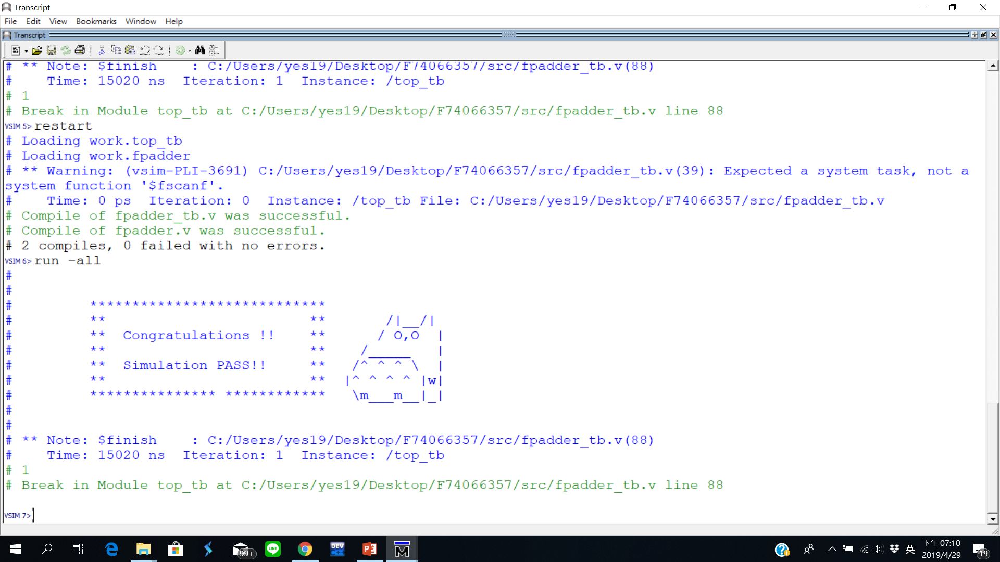 Transcript
File Edit View Bookmarks Window Help
Transcript
# ** Note: $finish    : C:/Users/yes19/Desktop/F74066357/src/fpadder_tb.v(88)
#    Time: 15020 ns  Iteration: 1  Instance: /top_tb
# 1
# Break in Module top_tb at C:/Users/yes19/Desktop/F74066357/src/fpadder_tb.v line 88
VSIM 5> restart
# Loading work.top_tb
# Loading work.fpadder
# ** Warning: (vsim-PLI-3691) C:/Users/yes19/Desktop/F74066357/src/fpadder_tb.v(39): Expected a system task, not a
system function '$fscanf'.
#    Time: 0 ps  Iteration: 0  Instance: /top_tb File: C:/Users/yes19/Desktop/F74066357/src/fpadder_tb.v
# Compile of fpadder_tb.v was successful.
# Compile of fpadder.v was successful.
# 2 compiles, 0 failed with no errors.
VSIM 6> run -all
#
#
#         ****************************
#         **                        **       /|__/|
#         **  Congratulations !!    **      / O,O  |
#         **                        **    /_____   |
#         **  Simulation PASS!!     **   /^ ^ ^ \  |
#         **                        **  |^ ^ ^ ^ |w|
#         *************** ************   \m___m__|_|
#
#
# ** Note: $finish    : C:/Users/yes19/Desktop/F74066357/src/fpadder_tb.v(88)
#    Time: 15020 ns  Iteration: 1  Instance: /top_tb
# 1
# Break in Module top_tb at C:/Users/yes19/Desktop/F74066357/src/fpadder_tb.v line 88
VSIM 7>
99+
LINE
DEV
C++
英
下午 07:10
2019/4/29
19